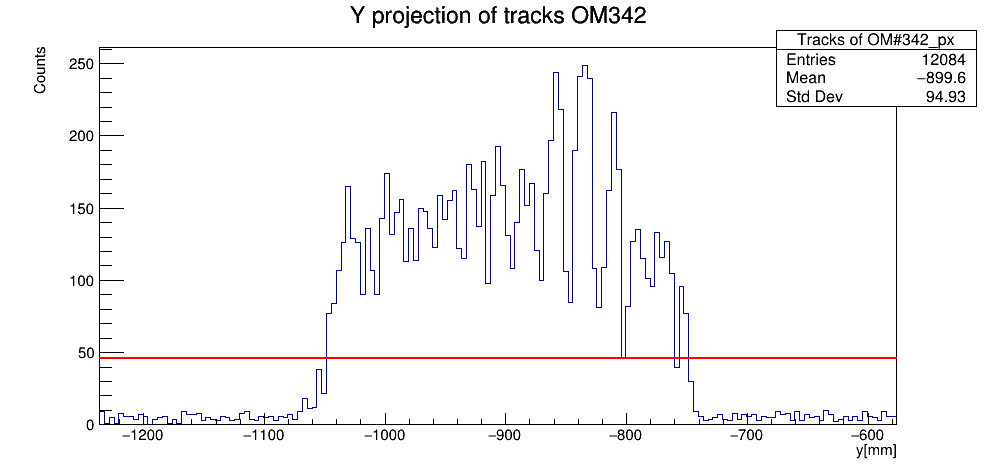 Y projection of tracks OM342
Tracks of OM#342_px
Entries 12084
Mean −899.6
Std Dev 94.93
Counts
250
200
150
100
50
0
−1200 −1100 −1000 −900 −800 −700 −600
y[mm]